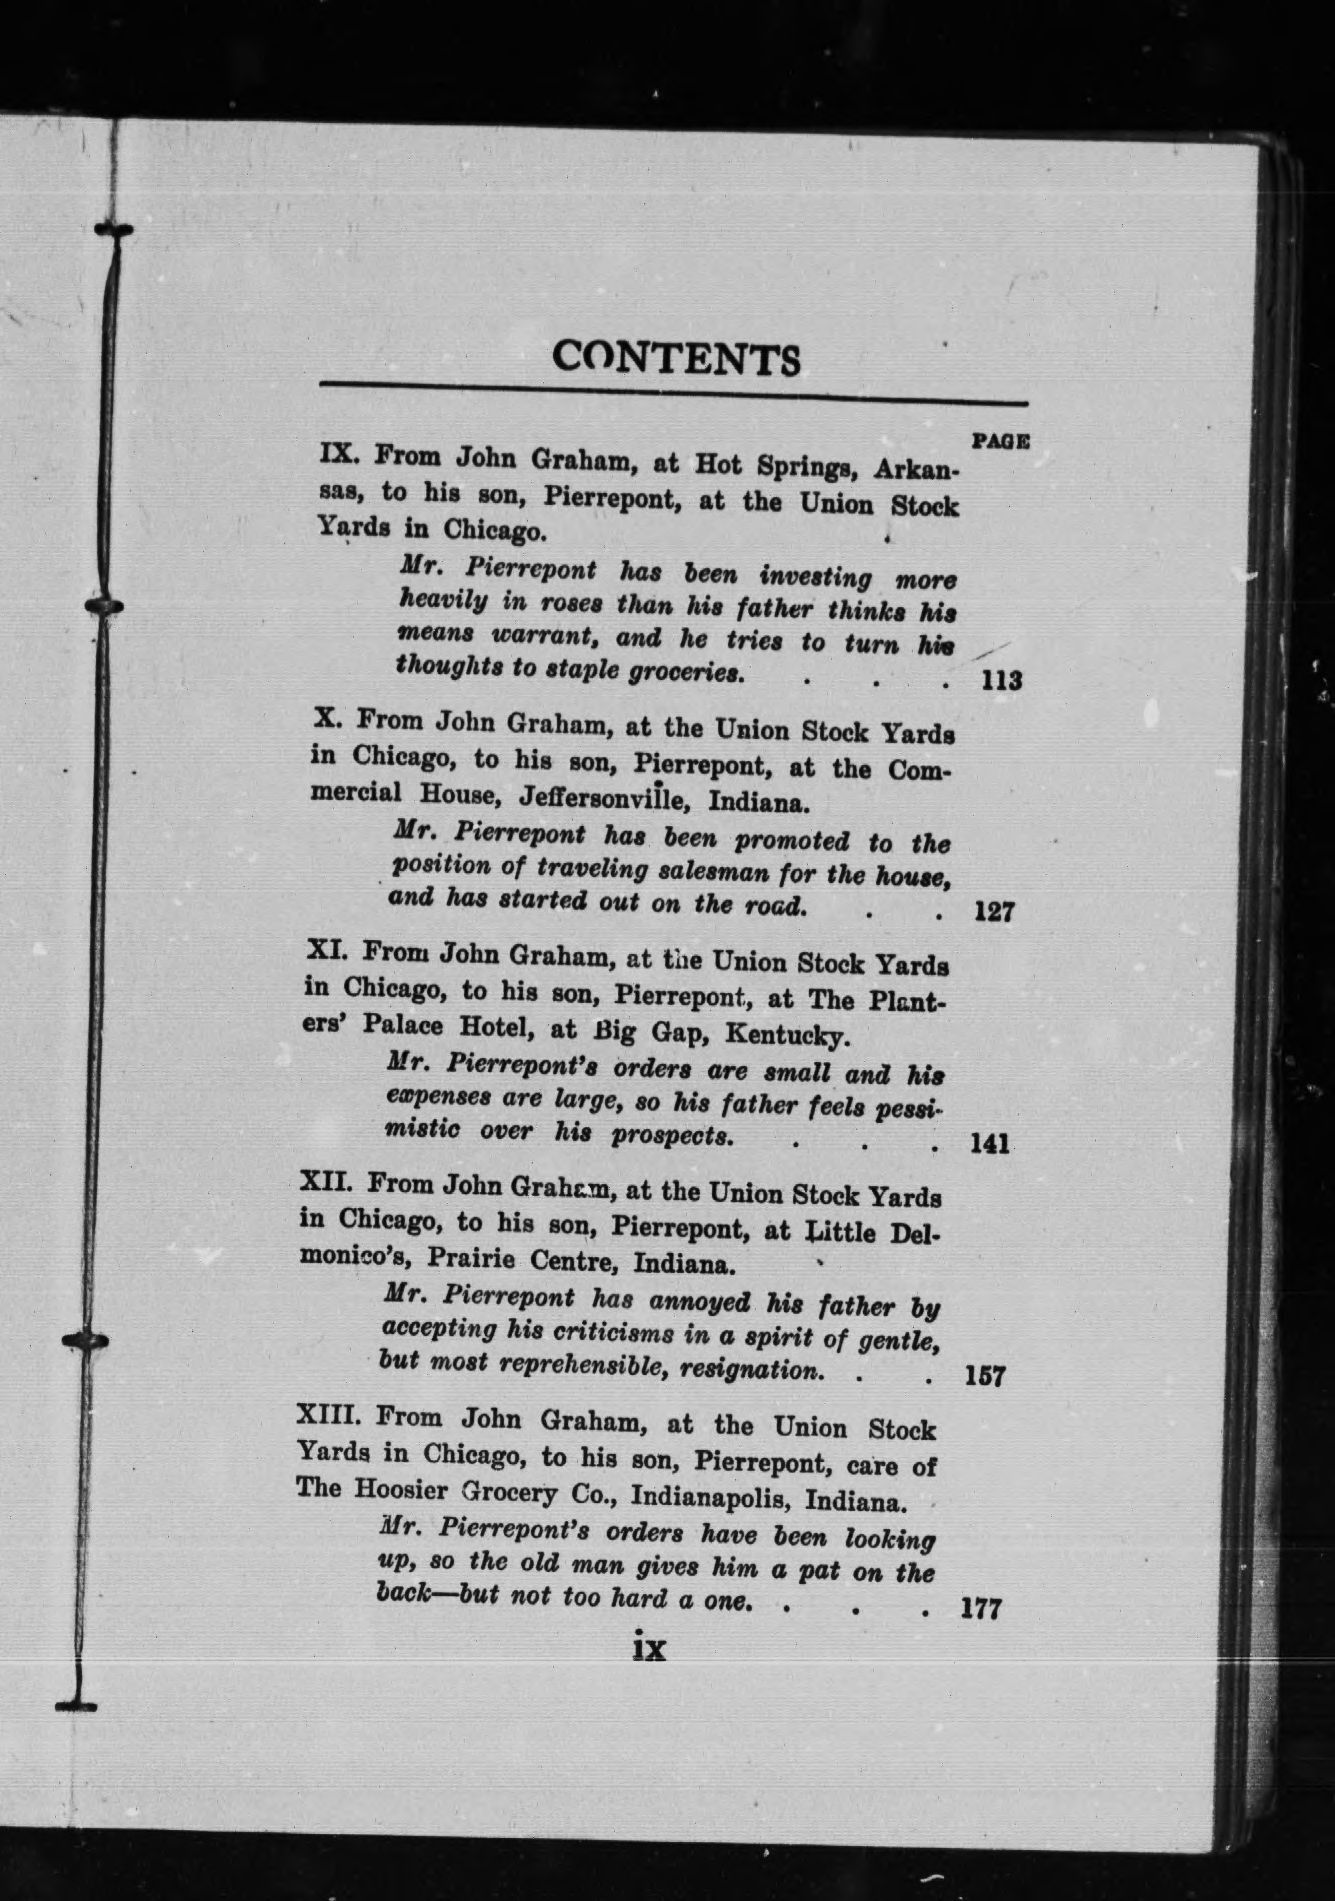 CONTENTS
PAGE
IX. From John Graham, at Hot Springs, Arkan-
sas, to his son, Pierrepont, at the Union Stock
Yards in Chicago.
Mr. Pierrepont has been investing more
heavily in roses than his father thinks his
means warrant, and he tries to turn his
thoughts to staple groceries. . . . 113
X. From John Graham, at the Union Stock Yards
in Chicago, to his son, Pierrepont, at the Com-
mercial House, Jeffersonville, Indiana.
Mr. Pierrepont has been promoted to the
position of traveling salesman for the house,
and has started out on the road. . . 127
XI. From John Graham, at the Union Stock Yards
in Chicago, to his son, Pierrepont, at The Plant-
ers' Palace Hotel, at Big Gap, Kentucky.
Mr. Pierrepont's orders are small and his
expenses are large, so his father feels pessi-
mistic over his prospects. . . . 141
XII. From John Graham, at the Union Stock Yards
in Chicago, to his son, Pierrepont, at Little Del-
monico's, Prairie Centre, Indiana.
Mr. Pierrepont has annoyed his father by
accepting his criticisms in a spirit of gentle,
but most reprehensible, resignation. . . 157
XIII. From John Graham, at the Union Stock
Yards in Chicago, to his son, Pierrepont, care of
The Hoosier Grocery Co., Indianapolis, Indiana.
Mr. Pierrepont's orders have been looking
up, so the old man gives him a pat on the
back—but not too hard a one. . . . 177
ix